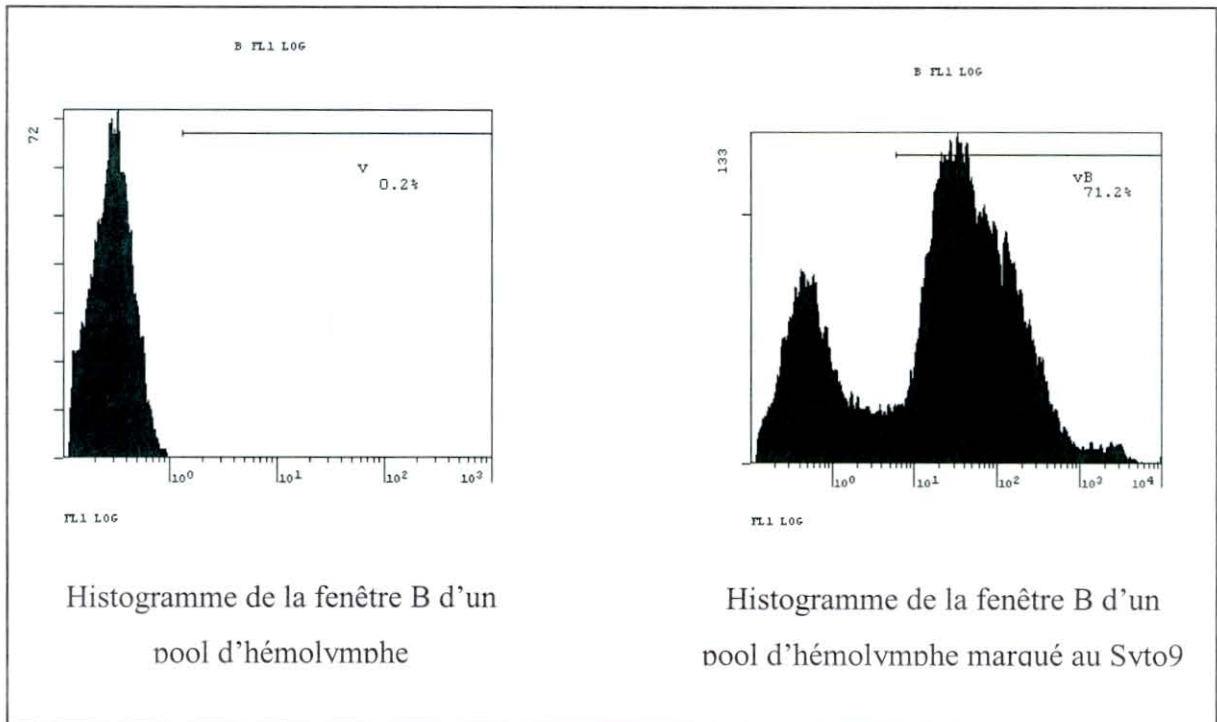 B FL1 LOG
72
V
0.2%
10⁰ 10¹ 10² 10³
FL1 LOG
Histogramme de la fenêtre B d'un
pool d'hémolymphe
B FL1 LOG
133
vB
71.2%
10⁰ 10¹ 10² 10³ 10⁴
FL1 LOG
Histogramme de la fenêtre B d'un
pool d'hémolymphe marqué au Syto9